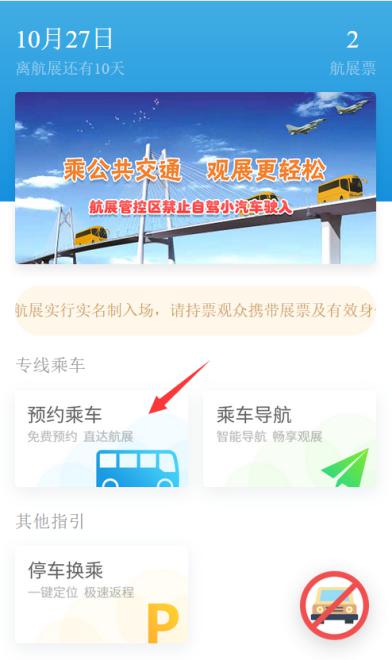 10月27日
2
离航展还有10天
航展票
乘公共交通 观展更轻松
航展管控区禁止自驾小汽车驶入
航展实行实名制入场，请持票观众携带展票及有效身
专线乘车
预约乘车
免费预约 直达航展
乘车导航
智能导航 畅享观展
其他指引
停车换乘
一键定位 极速返程
P